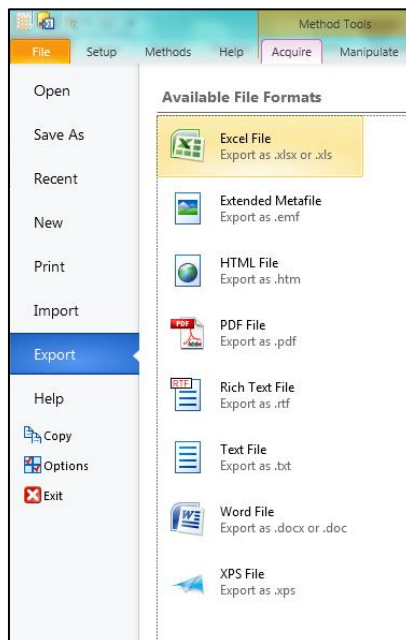 Method Tools
File Setup Methods Help Acquire Manipulate
Open
Save As
Recent
New
Print
Import
Export
Help
Copy
Options
Exit
Available File Formats
Excel File
Export as .xlsx or .xls
Extended Metafile
Export as .emf
HTML File
Export as .htm
PDF File
Export as .pdf
Rich Text File
Export as .rtf
Text File
Export as .txt
Word File
Export as .docx or .doc
XPS File
Export as .xps
PDF
Adobe
RTF